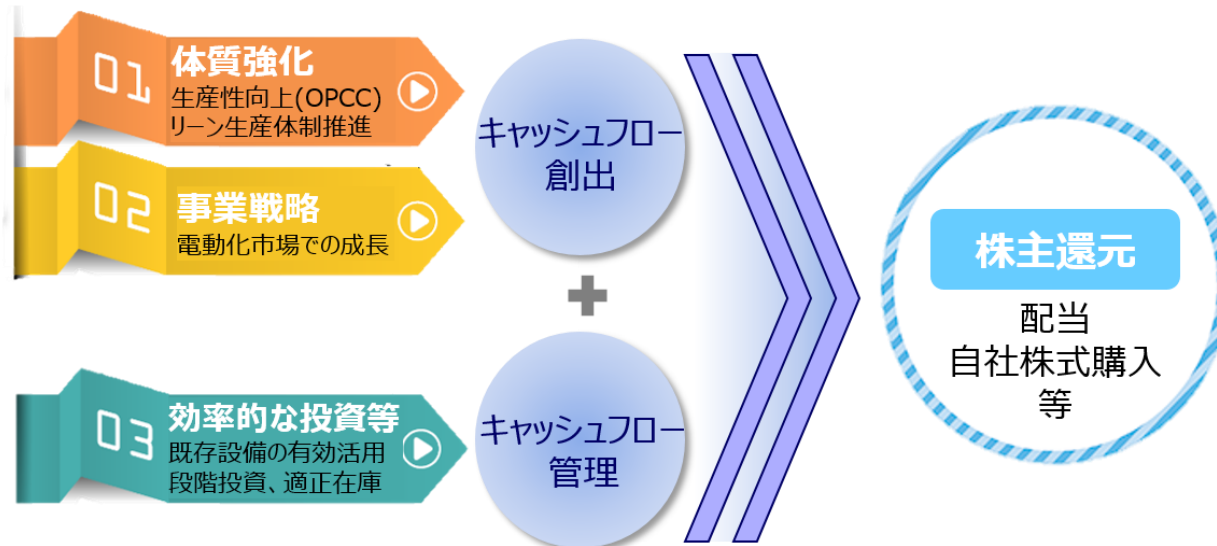 01
体質強化
生産性向上(OPCC)
リーン生産体制推進
02
事業戦略
電動化市場での成長
キャッシュフロー
創出
+
03
効率的な投資等
既存設備の有効活用
段階投資、適正在庫
キャッシュフロー
管理
株主還元
配当
自社株式購入
等